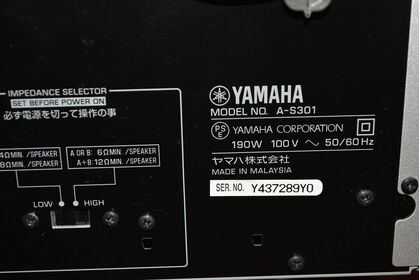 IMPEDANCE SELECTOR
SET BEFORE POWER ON
必ず電源を切って操作の事
4ΩMIN./SPEAKER
8ΩMIN./SPEAKER
A OR B: 6ΩMIN./SPEAKER
A+B:12ΩMIN./SPEAKER
LOW
HIGH
YAMAHA
MODEL NO. A-S301
PS
E
YAMAHA CORPORATION
190W 100V ~ 50/60Hz
ヤマハ株式会社
MADE IN MALAYSIA
SER. NO. Y437289Y0